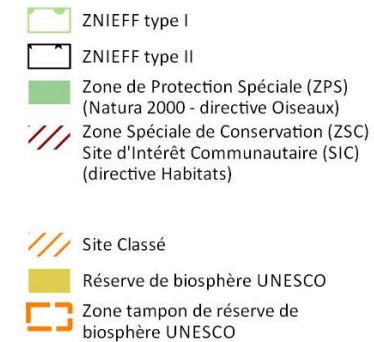 ZNIEFF type I
ZNIEFF type II
Zone de Protection Spéciale (ZPS)
(Natura 2000 - directive Oiseaux)
Zone Spéciale de Conservation (ZSC)
Site d'Intérêt Communautaire (SIC)
(directive Habitats)
Site Classé
Réserve de biosphère UNESCO
Zone tampon de réserve de
biosphère UNESCO